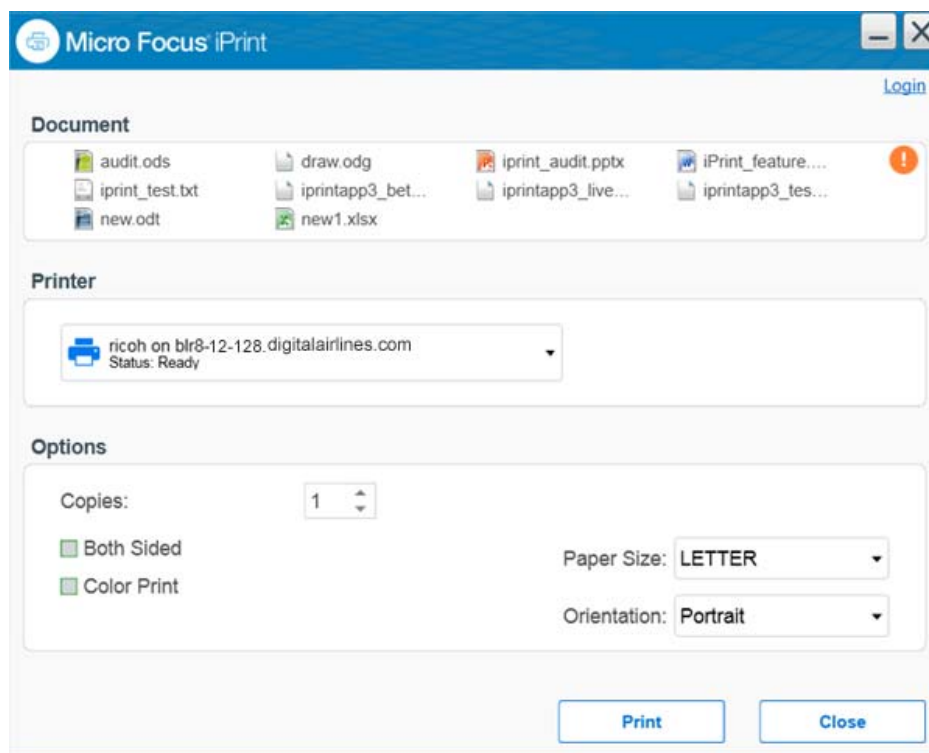 Micro Focus iPrint
Login
Document
audit.ods draw.odg iprint_audit.pptx iPrint_feature....
iprint_test.txt iprintapp3_bet... iprintapp3_live... iprintapp3_tes...
new.odt new1.xlsx
Printer
ricoh on blr8-12-128.digitalairlines.com
Status: Ready
Options
Copies: 1
Both Sided
Paper Size: LETTER
Color Print
Orientation: Portrait
Print Close